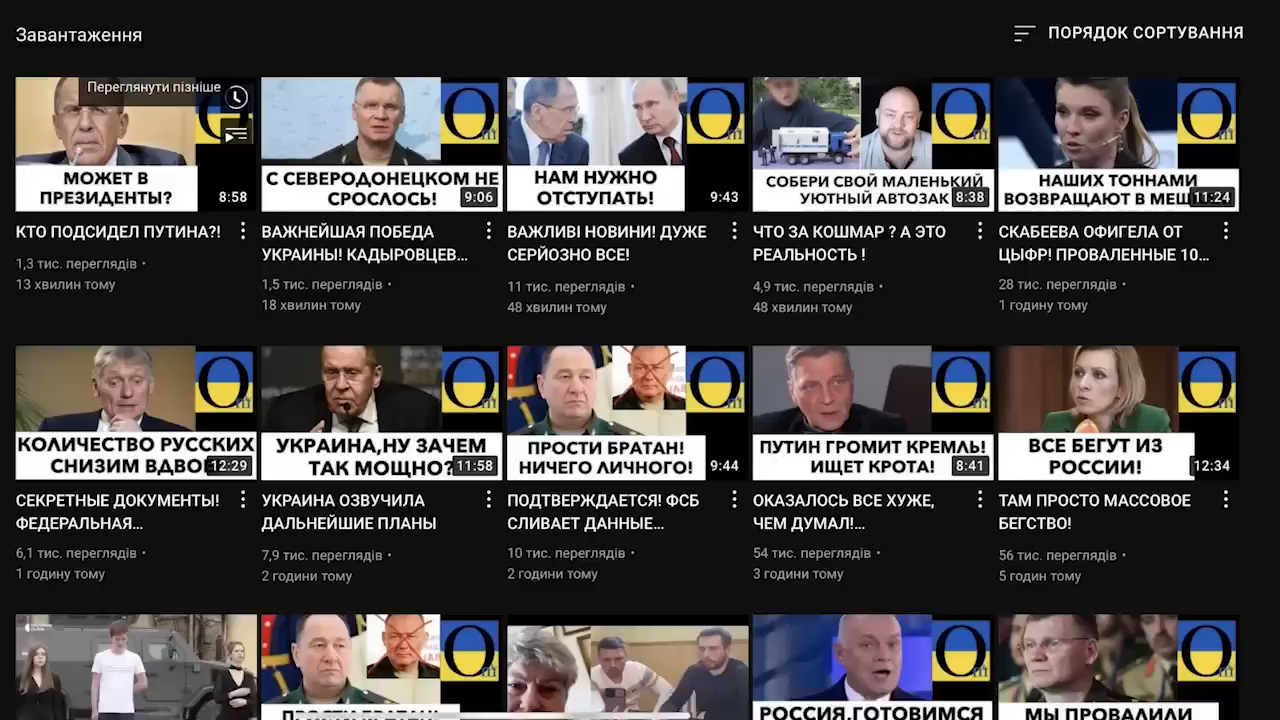 Завантаження
ПОРЯДОК СОРТУВАННЯ
Переглянути пізніше
МОЖЕТ В
ПРЕЗИДЕНТЫ?
8:58
КТО ПОДСИДЕЛ ПУТИНА?!
1,3 тис. переглядів •
13 хвилин тому
С СЕВЕРОДОНЕЦКОМ НЕ
СРОСЛОСЬ!
9:06
ВАЖНЕЙШАЯ ПОБЕДА
УКРАИНЫ! КАДЫРОВЦЕВ...
1,5 тис. переглядів •
18 хвилин тому
НАМ НУЖНО
ОТСТУПАТЬ!
9:43
ВАЖЛИВІ НОВИНИ! ДУЖЕ
СЕРЙОЗНО ВСЕ!
11 тис. переглядів •
48 хвилин тому
СОБЕРИ СВОЙ МАЛЕНЬКИЙ
УЮТНЫЙ АВТОЗАК
8:38
ЧТО ЗА КОШМАР ? А ЭТО
РЕАЛЬНОСТЬ !
4,9 тис. переглядів •
48 хвилин тому
НАШИХ ТОННАМИ
ВОЗВРАЩАЮТ В МЕШ
11:24
СКАБЕЕВА ОФИГЕЛА ОТ
ЦЫФР! ПРОВАЛЕННЫЕ 10...
28 тис. переглядів •
1 годину тому
КОЛИЧЕСТВО РУССКИХ
СНИЗИМ ВДВО
12:29
СЕКРЕТНЫЕ ДОКУМЕНТЫ!
ФЕДЕРАЛЬНАЯ...
6,1 тис. переглядів •
1 годину тому
УКРАИНА,НУ ЗАЧЕМ
ТАК МОЩНО?
11:58
УКРАИНА ОЗВУЧИЛА
ДАЛЬНЕЙШИЕ ПЛАНЫ
7,9 тис. переглядів •
2 години тому
ПРОСТИ БРАТАН!
НИЧЕГО ЛИЧНОГО!
9:44
ПОДТВЕРЖДАЕТСЯ! ФСБ
СЛИВАЕТ ДАННЫЕ...
10 тис. переглядів •
2 години тому
ПУТИН ГРОМИТ КРЕМЛЬ!
ИЩЕТ КРОТА!
8:41
ОКАЗАЛОСЬ ВСЕ ХУЖЕ,
ЧЕМ ДУМАЛ!...
54 тис. переглядів •
3 години тому
ВСЕ БЕГУТ ИЗ
РОССИИ!
12:34
ТАМ ПРОСТО МАССОВОЕ
БЕГСТВО!
56 тис. переглядів •
5 годин тому
ПРОСТИ БРАТАН!
РОССИЯ,ГОТОВИМСЯ
МЫ ПРОВАЛИЛИ